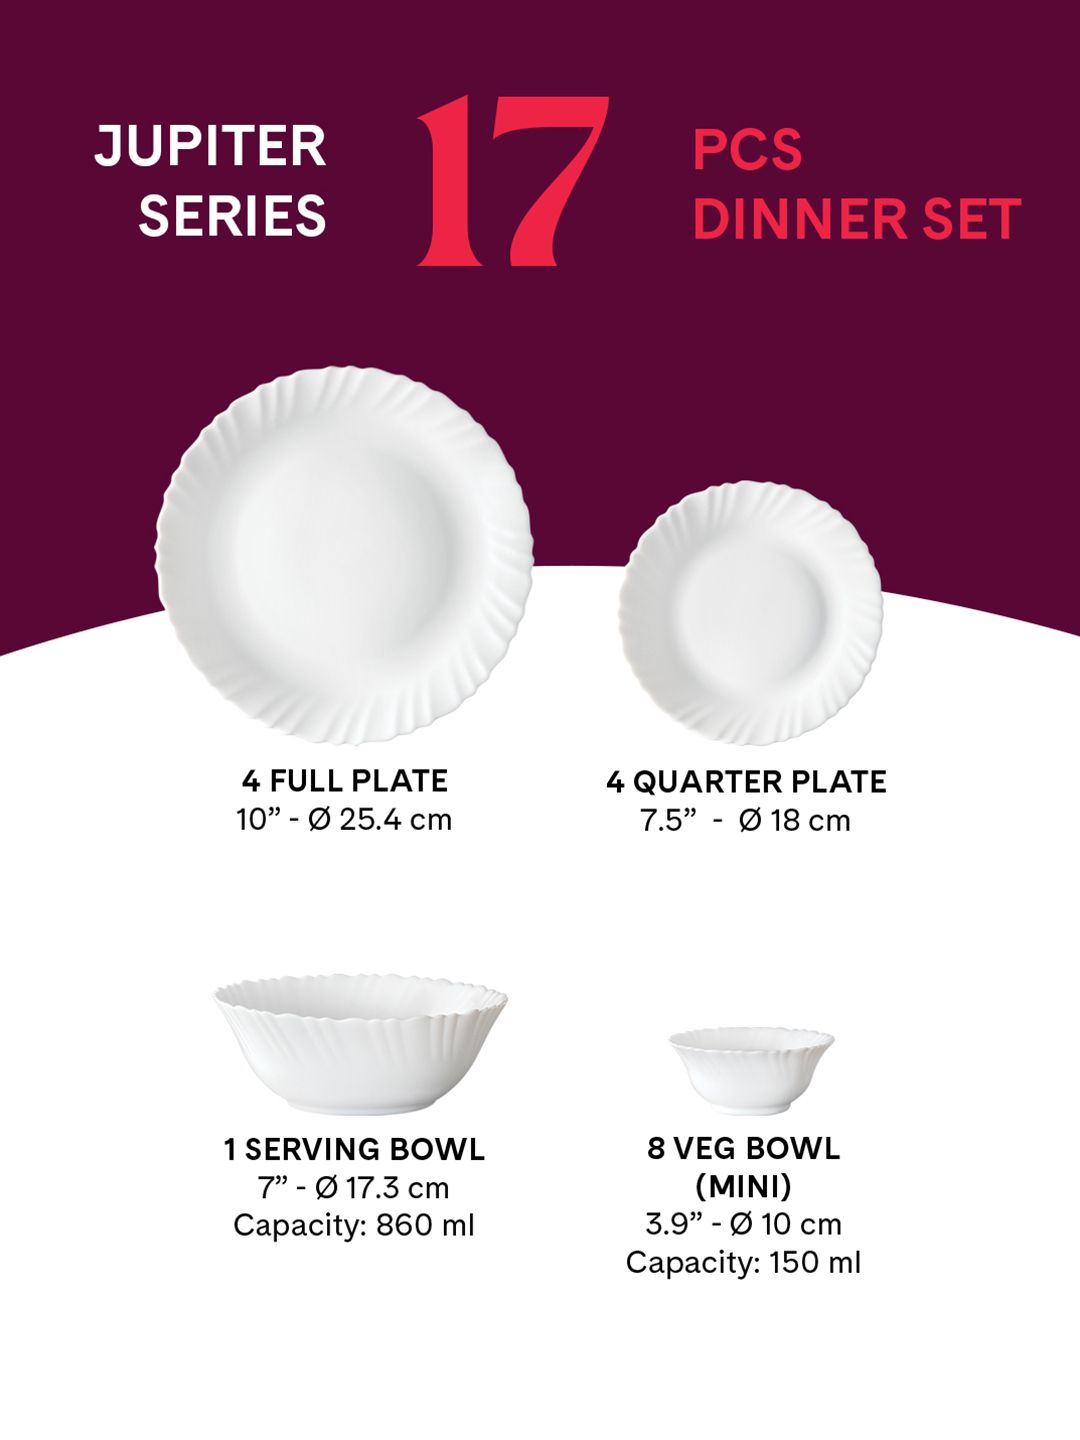 JUPITER
SERIES
17
PCS
DINNER SET
4 FULL PLATE
10” - Ø 25.4 cm
4 QUARTER PLATE
7.5” - Ø 18 cm
1 SERVING BOWL
7” - Ø 17.3 cm
Capacity: 860 ml
8 VEG BOWL
(MINI)
3.9” - Ø 10 cm
Capacity: 150 ml